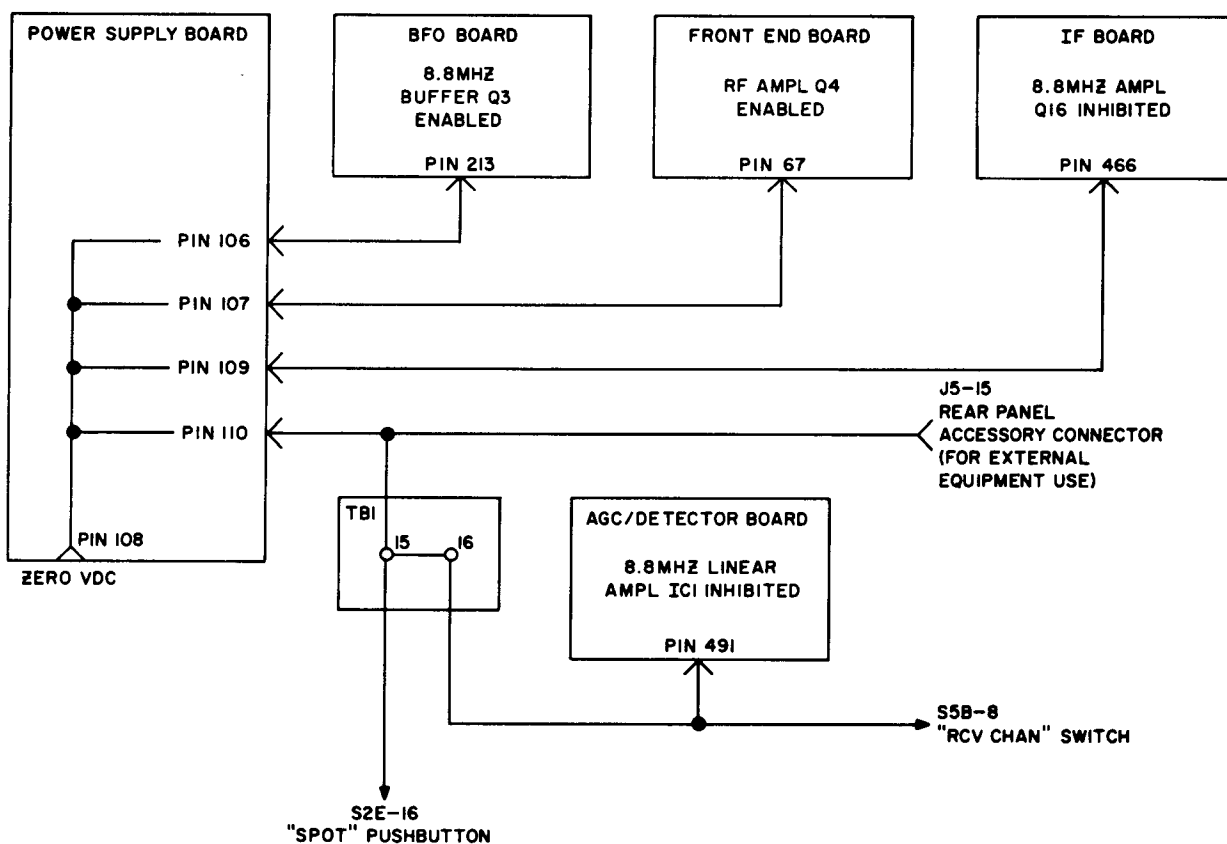 POWER SUPPLY BOARD
PIN 106
PIN 107
PIN 109
PIN 110
PIN 108
ZERO VDC
BFO BOARD
8.8MHZ
BUFFER Q3
ENABLED
PIN 213
FRONT END BOARD
RF AMPL Q4
ENABLED
PIN 67
IF BOARD
8.8MHZ AMPL
Q16 INHIBITED
PIN 466
J5-15
REAR PANEL
ACCESSORY CONNECTOR
(FOR EXTERNAL
EQUIPMENT USE)
TB1
15
16
AGC/DETECTOR BOARD
8.8MHZ LINEAR
AMPL IC1 INHIBITED
PIN 491
S5B-8
"RCV CHAN" SWITCH
S2E-16
"SPOT" PUSHBUTTON